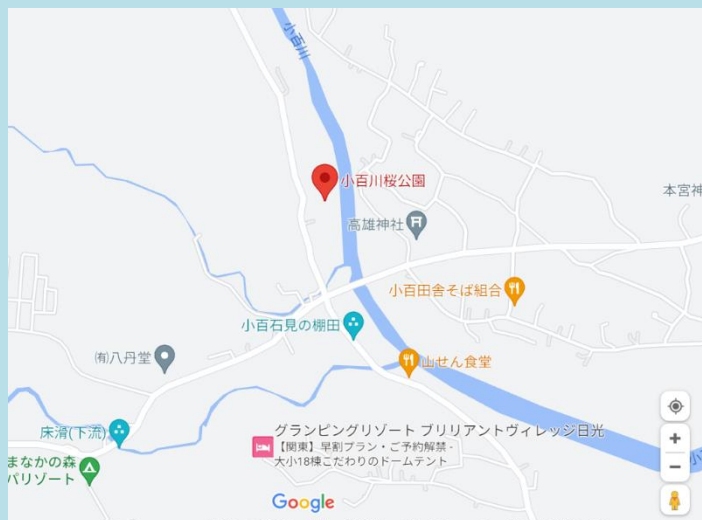 小百川
小百川桜公園
本宮神
高雄神社
小百田舎そば組合
小百石見の棚田
山せん食堂
㈲八丹堂
グランピングリゾート ブリリアントヴィレッジ日光
【関東】早割プラン・ご予約解禁 -
大小18棟こだわりのドームテント
床滑(下流)
まなかの森
パリゾート
小
Google